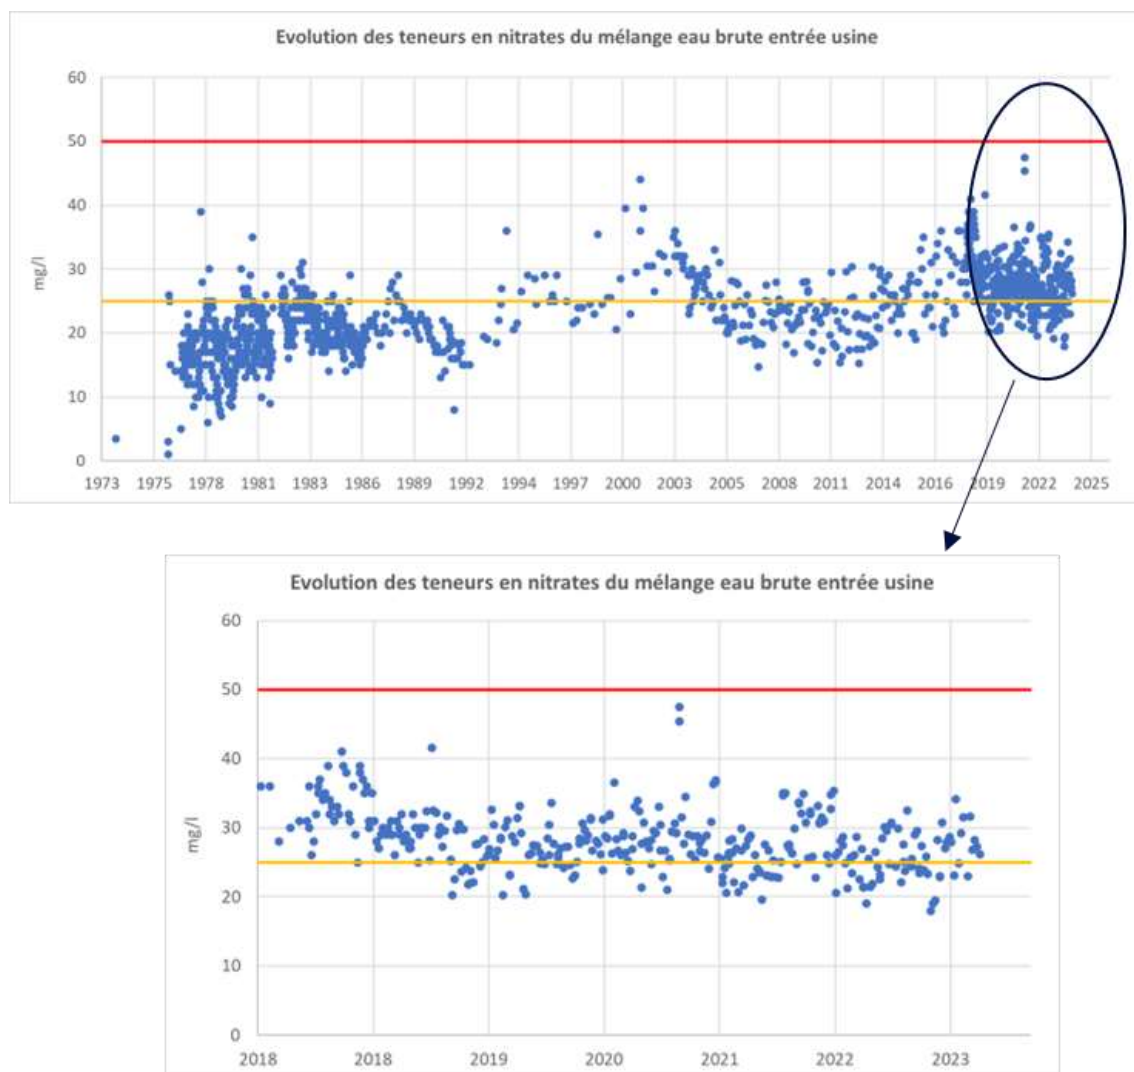 Evolution des teneurs en nitrates du mélange eau brute entrée usine
60
50
40
30
20
10
0
mg/l
1973 1975 1978 1981 1983 1986 1989 1992 1994 1997 2000 2003 2005 2008 2011 2014 2016 2019 2022 2025
Evolution des teneurs en nitrates du mélange eau brute entrée usine
60
50
40
30
20
10
0
mg/l
2018 2018 2019 2020 2021 2022 2023